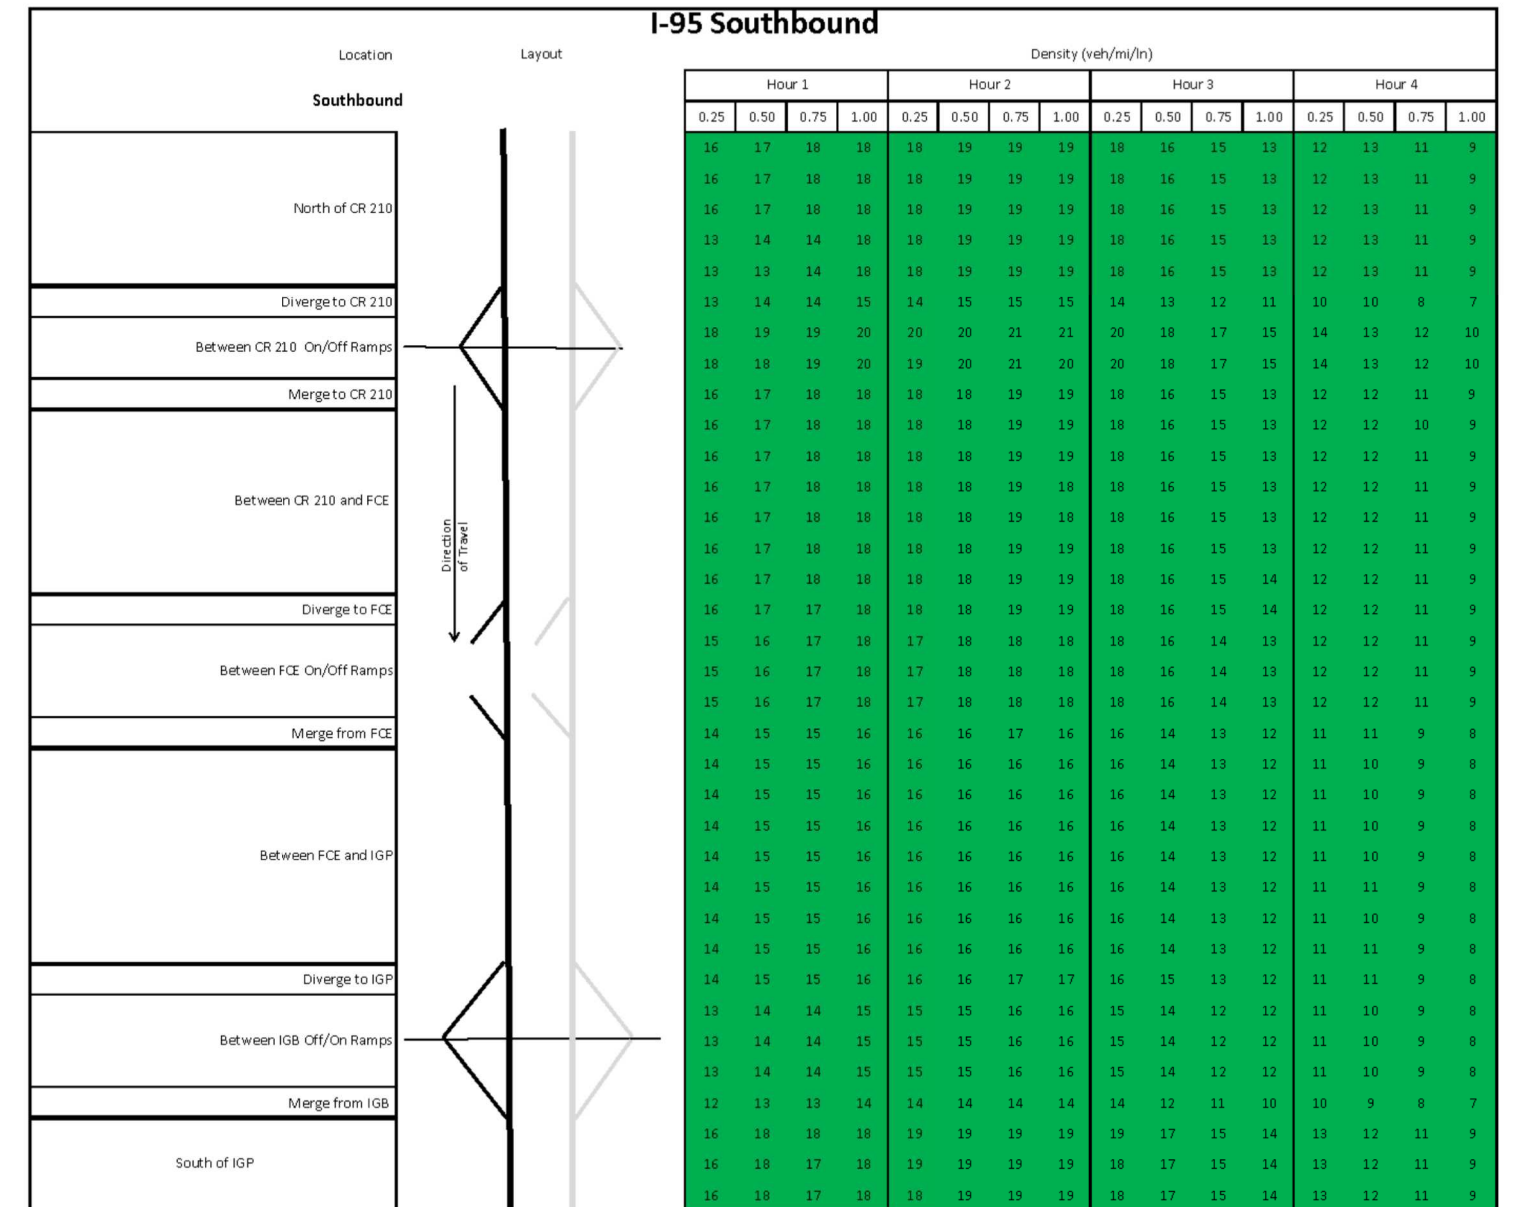 I-95 Southbound
Location Layout Density (veh/mi/ln)
Hour 1 Hour 2 Hour 3 Hour 4
Southbound
0.25 0.50 0.75 1.00 0.25 0.50 0.75 1.00 0.25 0.50 0.75 1.00 0.25 0.50 0.75 1.00
16 17 18 18 18 19 19 19 18 16 15 13 12 13 11 9
16 17 18 18 18 19 19 19 18 16 15 13 12 13 11 9
North of CR 210 16 17 18 18 18 19 19 19 18 16 15 13 12 13 11 9
13 14 14 18 18 19 19 19 18 16 15 13 12 13 11 9
13 13 14 18 18 19 19 19 18 16 15 13 12 13 11 9
Diverge to CR 210 13 14 14 15 14 15 15 15 14 13 12 11 10 10 8 7
18 19 19 20 20 20 21 21 20 18 17 15 14 13 12 10
Between CR 210 On/Off Ramps
18 18 19 20 19 20 21 20 20 18 17 15 14 13 12 10
Merge to CR 210 16 17 18 18 18 18 19 19 18 16 15 13 12 12 11 9
16 17 18 18 18 18 19 19 18 16 15 13 12 12 10 9
16 17 18 18 18 18 19 19 18 16 15 13 12 12 11 9
16 17 18 18 18 18 19 18 18 16 15 13 12 12 11 9
Between CR 210 and FCE
16 17 18 18 18 18 19 18 18 16 15 13 12 12 11 9
Direction
of Travel
16 17 18 18 18 18 19 19 18 16 15 13 12 12 11 9
16 17 18 18 18 18 19 19 18 16 15 14 12 12 11 9
Diverge to FCE 16 17 17 18 18 18 19 19 18 16 15 14 12 12 11 9
15 16 17 18 17 18 18 18 18 16 14 13 12 12 11 9
Between FCE On/Off Ramps 15 16 17 18 17 18 18 18 18 16 14 13 12 12 11 9
15 16 17 18 17 18 18 18 18 16 14 13 12 12 11 9
Merge from FCE 14 15 15 16 16 16 17 16 16 14 13 12 11 11 9 8
14 15 15 16 16 16 16 16 16 14 13 12 11 10 9 8
14 15 15 16 16 16 16 16 16 14 13 12 11 10 9 8
14 15 15 16 16 16 16 16 16 14 13 12 11 10 9 8
Between FCE and IGP 14 15 15 16 16 16 16 16 16 14 13 12 11 10 9 8
14 15 15 16 16 16 16 16 16 14 13 12 11 11 9 8
14 15 15 16 16 16 16 16 16 14 13 12 11 10 9 8
14 15 15 16 16 16 16 16 16 14 13 12 11 11 9 8
Diverge to IGP 14 15 15 16 16 16 17 17 16 15 13 12 11 11 9 8
13 14 14 15 15 15 16 16 15 14 12 12 11 10 9 8
Between IGB Off/On Ramps 13 14 14 15 15 15 16 16 15 14 12 12 11 10 9 8
13 14 14 15 15 15 16 16 15 14 12 12 11 10 9 8
Merge from IGB 12 13 13 14 14 14 14 14 14 12 11 10 10 9 8 7
16 18 18 18 19 19 19 19 19 17 15 14 13 12 11 9
South of IGP 16 18 17 18 19 19 19 19 18 17 15 14 13 12 11 9
16 18 17 18 18 19 19 19 18 17 15 14 13 12 11 9